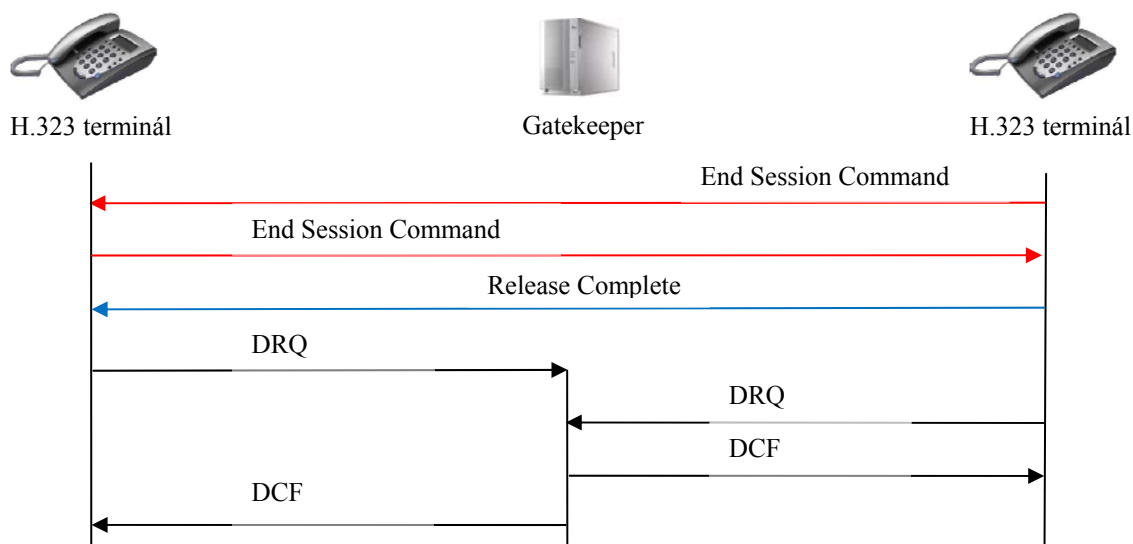 H.323 terminál
Gatekeeper
H.323 terminál
End Session Command
End Session Command
Release Complete
DRQ
DRQ
DCF
DCF